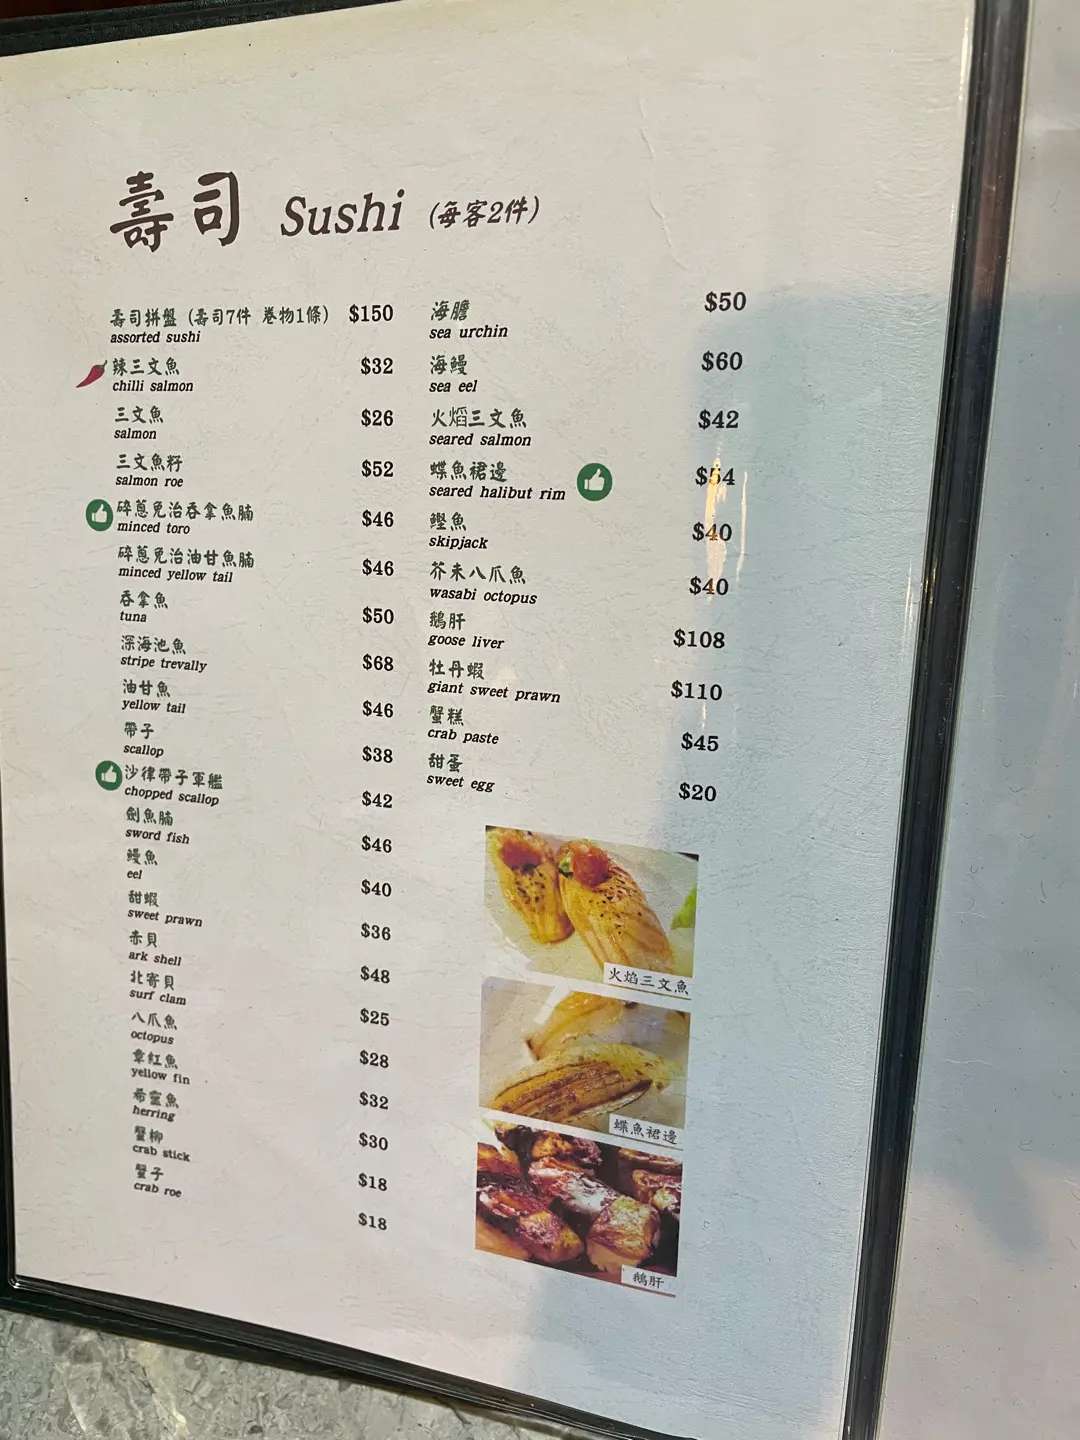 壽司 Sushi (每客2件)
壽司拼盤 (壽司7件 卷物1條) $150
assorted sushi
辣三文魚 $32
chilli salmon
三文魚 $26
salmon
三文魚籽 $52
salmon roe
碎蔥免治吞拿魚腩 $46
minced toro
碎蔥免治油甘魚腩 $46
minced yellow tail
吞拿魚 $50
tuna
深海池魚 $68
stripe trevally
油甘魚 $46
yellow tail
帶子 $38
scallop
沙律帶子軍艦 $42
chopped scallop
劍魚腩 $46
sword fish
鰻魚 $40
eel
甜蝦 $36
sweet prawn
赤貝 $48
ark shell
北寄貝 $25
surf clam
八爪魚 $28
octopus
章紅魚 $32
yellow fin
希靈魚 $30
herring
蟹柳 $18
crab stick
蟹子 $18
crab roe
海膽 $50
sea urchin
海鰻 $60
sea eel
火焰三文魚 $42
seared salmon
鰈魚裙邊 $54
seared halibut rim
鰹魚 $40
skipjack
芥末八爪魚 $40
wasabi octopus
鵝肝 $108
goose liver
牡丹蝦 $110
giant sweet prawn
蟹糕 $45
crab paste
甜蛋 $20
sweet egg
火焰三文魚
鰈魚裙邊
鵝肝